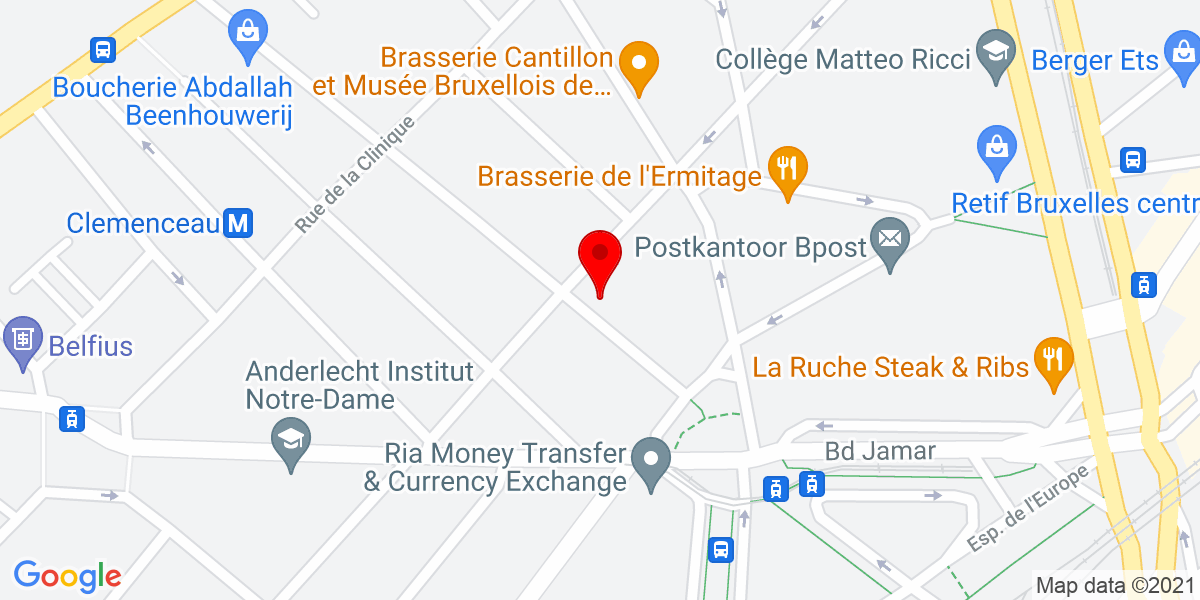 Brasserie Cantillon
et Musée Bruxellois de...
Collège Matteo Ricci
Berger Ets
Boucherie Abdallah
Beenhouwerij
Rue de la Clinique
Brasserie de l'Ermitage
Retif Bruxelles centr
Clemenceau M
Postkantoor Bpost
Belfius
Anderlecht Institut
Notre-Dame
La Ruche Steak & Ribs
Ria Money Transfer
& Currency Exchange
Bd Jamar
Esp. de l'Europe
Google
Map data ©2021